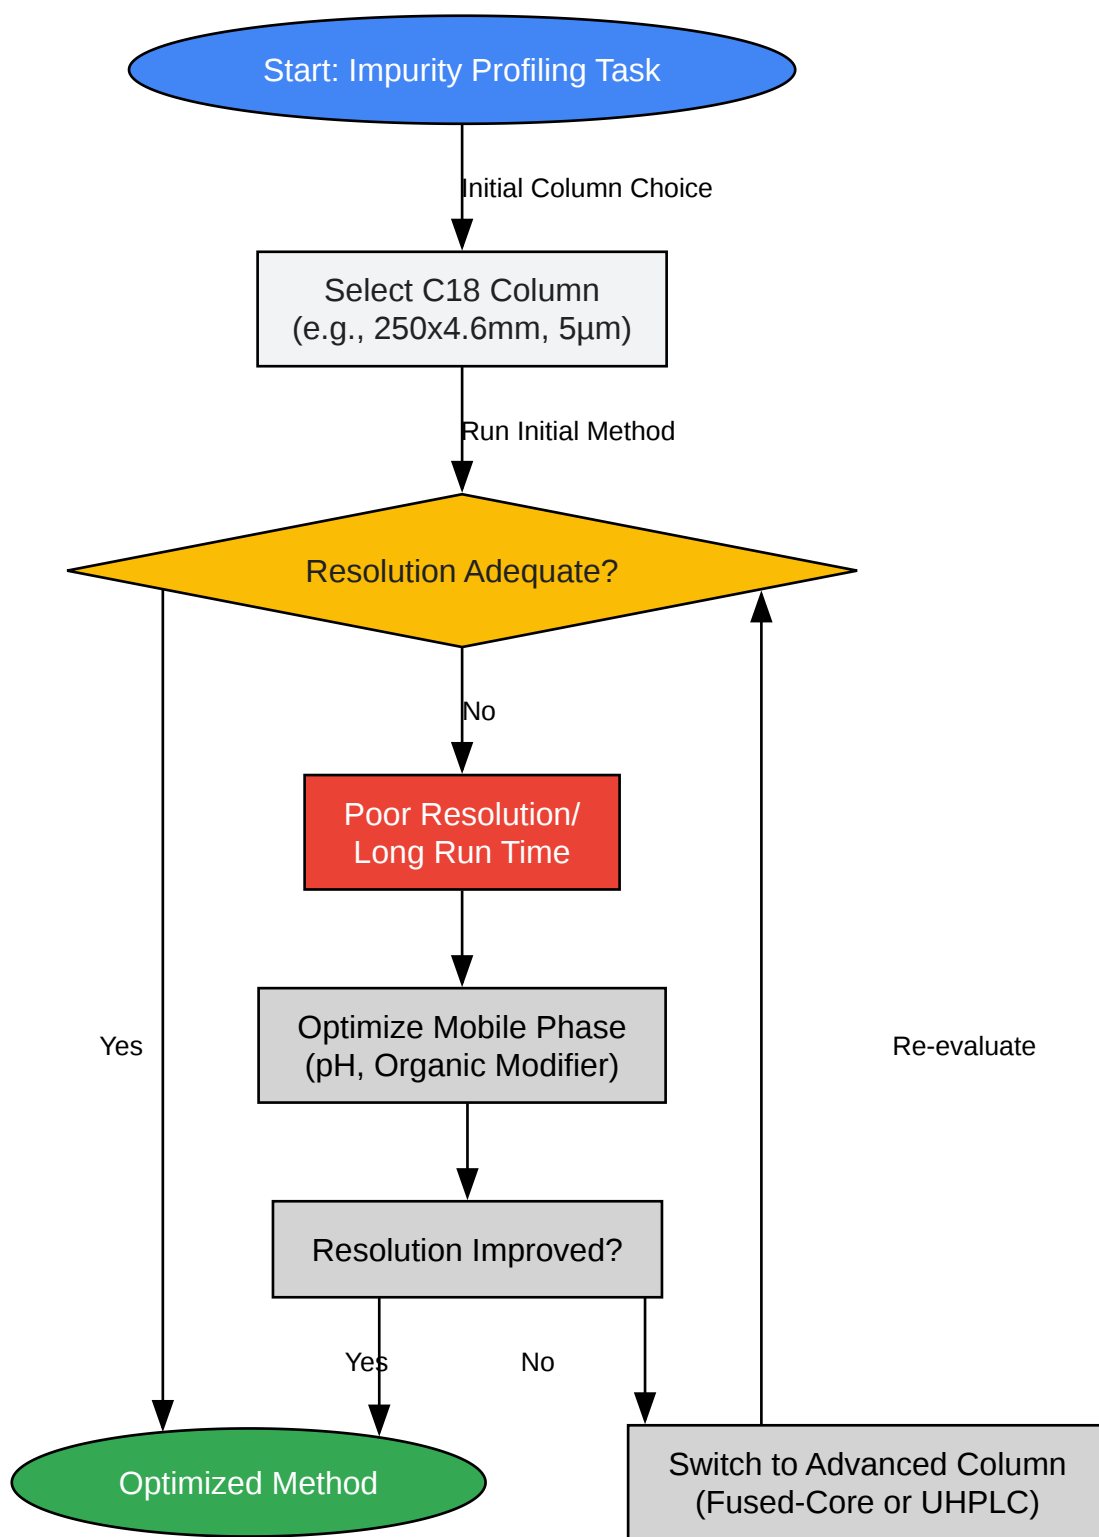 Start: Impurity Profiling Task
Initial Column Choice
Select C18 Column
(e.g., 250x4.6mm, 5µm)
Run Initial Method
Resolution Adequate?
No
Poor Resolution/
Long Run Time
Optimize Mobile Phase
(pH, Organic Modifier)
Yes
Re-evaluate
Resolution Improved?
Yes
No
Optimized Method
Switch to Advanced Column
(Fused-Core or UHPLC)